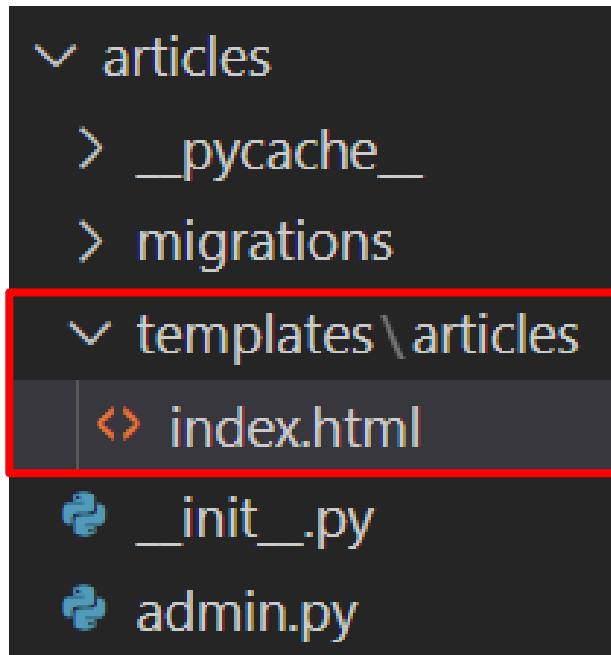 articles
__pycache__
migrations
templates\articles
index.html
__init__.py
admin.py